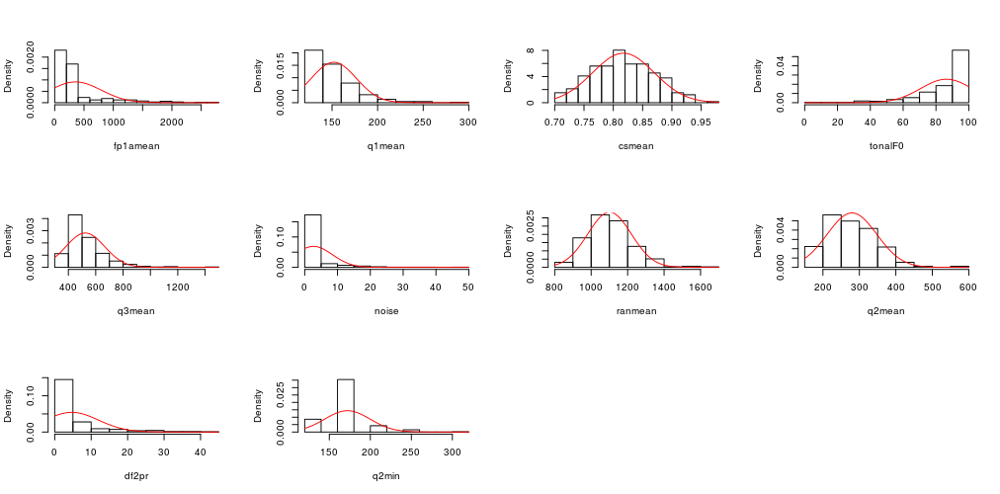 Density
0.0000 0.0020
0 500 1000 2000
fp1amean
Density
0.000 0.015
150 200 250 300
q1mean
Density
0 4 8
0.70 0.75 0.80 0.85 0.90 0.95
csmean
Density
0.00 0.04
0 20 40 60 80 100
tonalF0
Density
0.000 0.003
400 600 800 1200
q3mean
Density
0.00 0.10
0 10 20 30 40 50
noise
Density
0.0000 0.0025
800 1000 1200 1400 1600
ranmean
Density
0.000 0.004
200 300 400 500 600
q2mean
Density
0.00 0.10
0 10 20 30 40
df2pr
Density
0.000 0.025
150 200 250 300
q2min